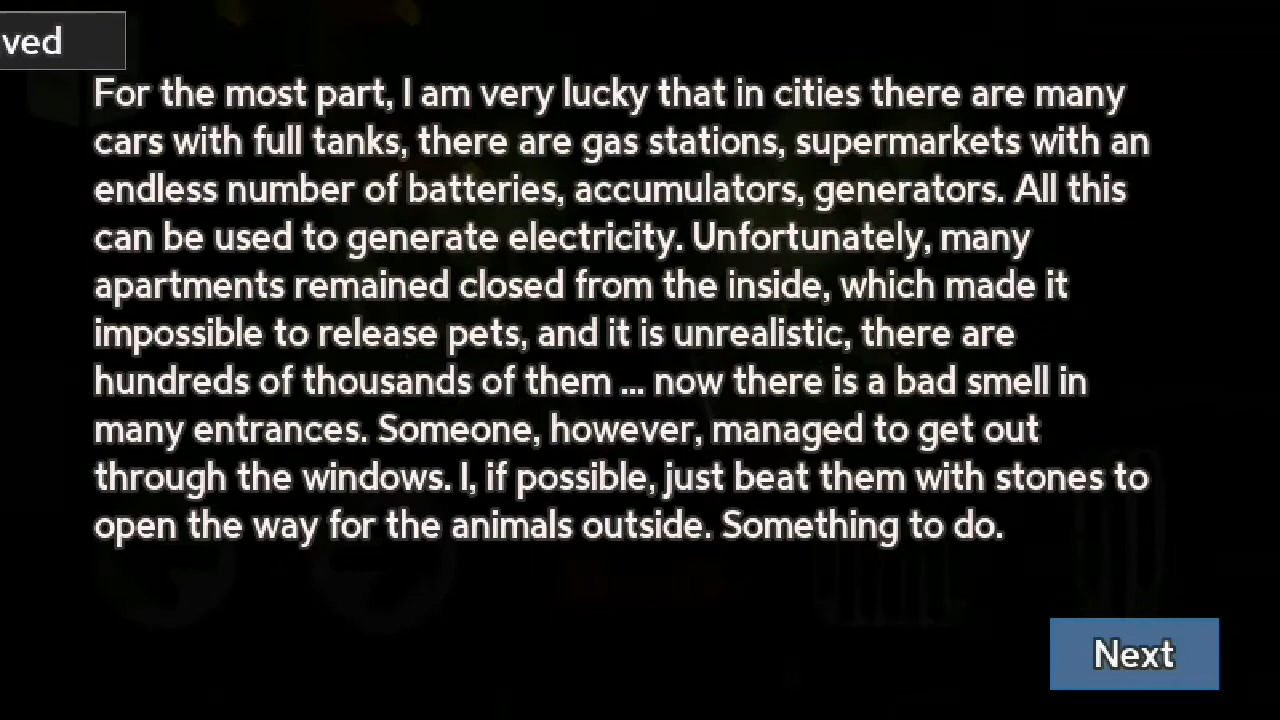 ved
For the most part, I am very lucky that in cities there are many
cars with full tanks, there are gas stations, supermarkets with an
endless number of batteries, accumulators, generators. All this
can be used to generate electricity. Unfortunately, many
apartments remained closed from the inside, which made it
impossible to release pets, and it is unrealistic, there are
hundreds of thousands of them ... now there is a bad smell in
many entrances. Someone, however, managed to get out
through the windows. I, if possible, just beat them with stones to
open the way for the animals outside. Something to do.
Next